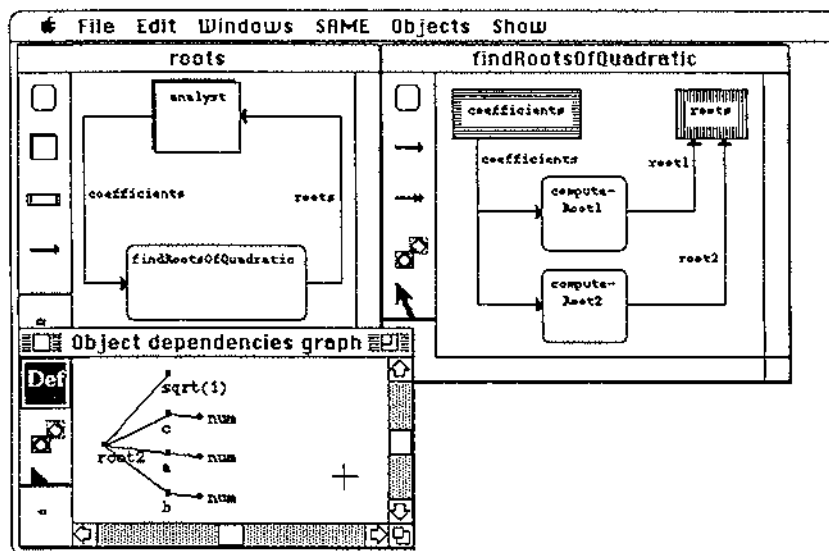 File Edit Windows SAME Objects Show
roots
analyst
coefficients
roots
findRootsOfQuadratic
findRootsOfQuadratic
coefficients
roots
coefficients
root1
compute-
Root1
root2
compute-
Root2
Object dependencies graph
Def
sqrt(1)
c
num
root2
a
num
b
num